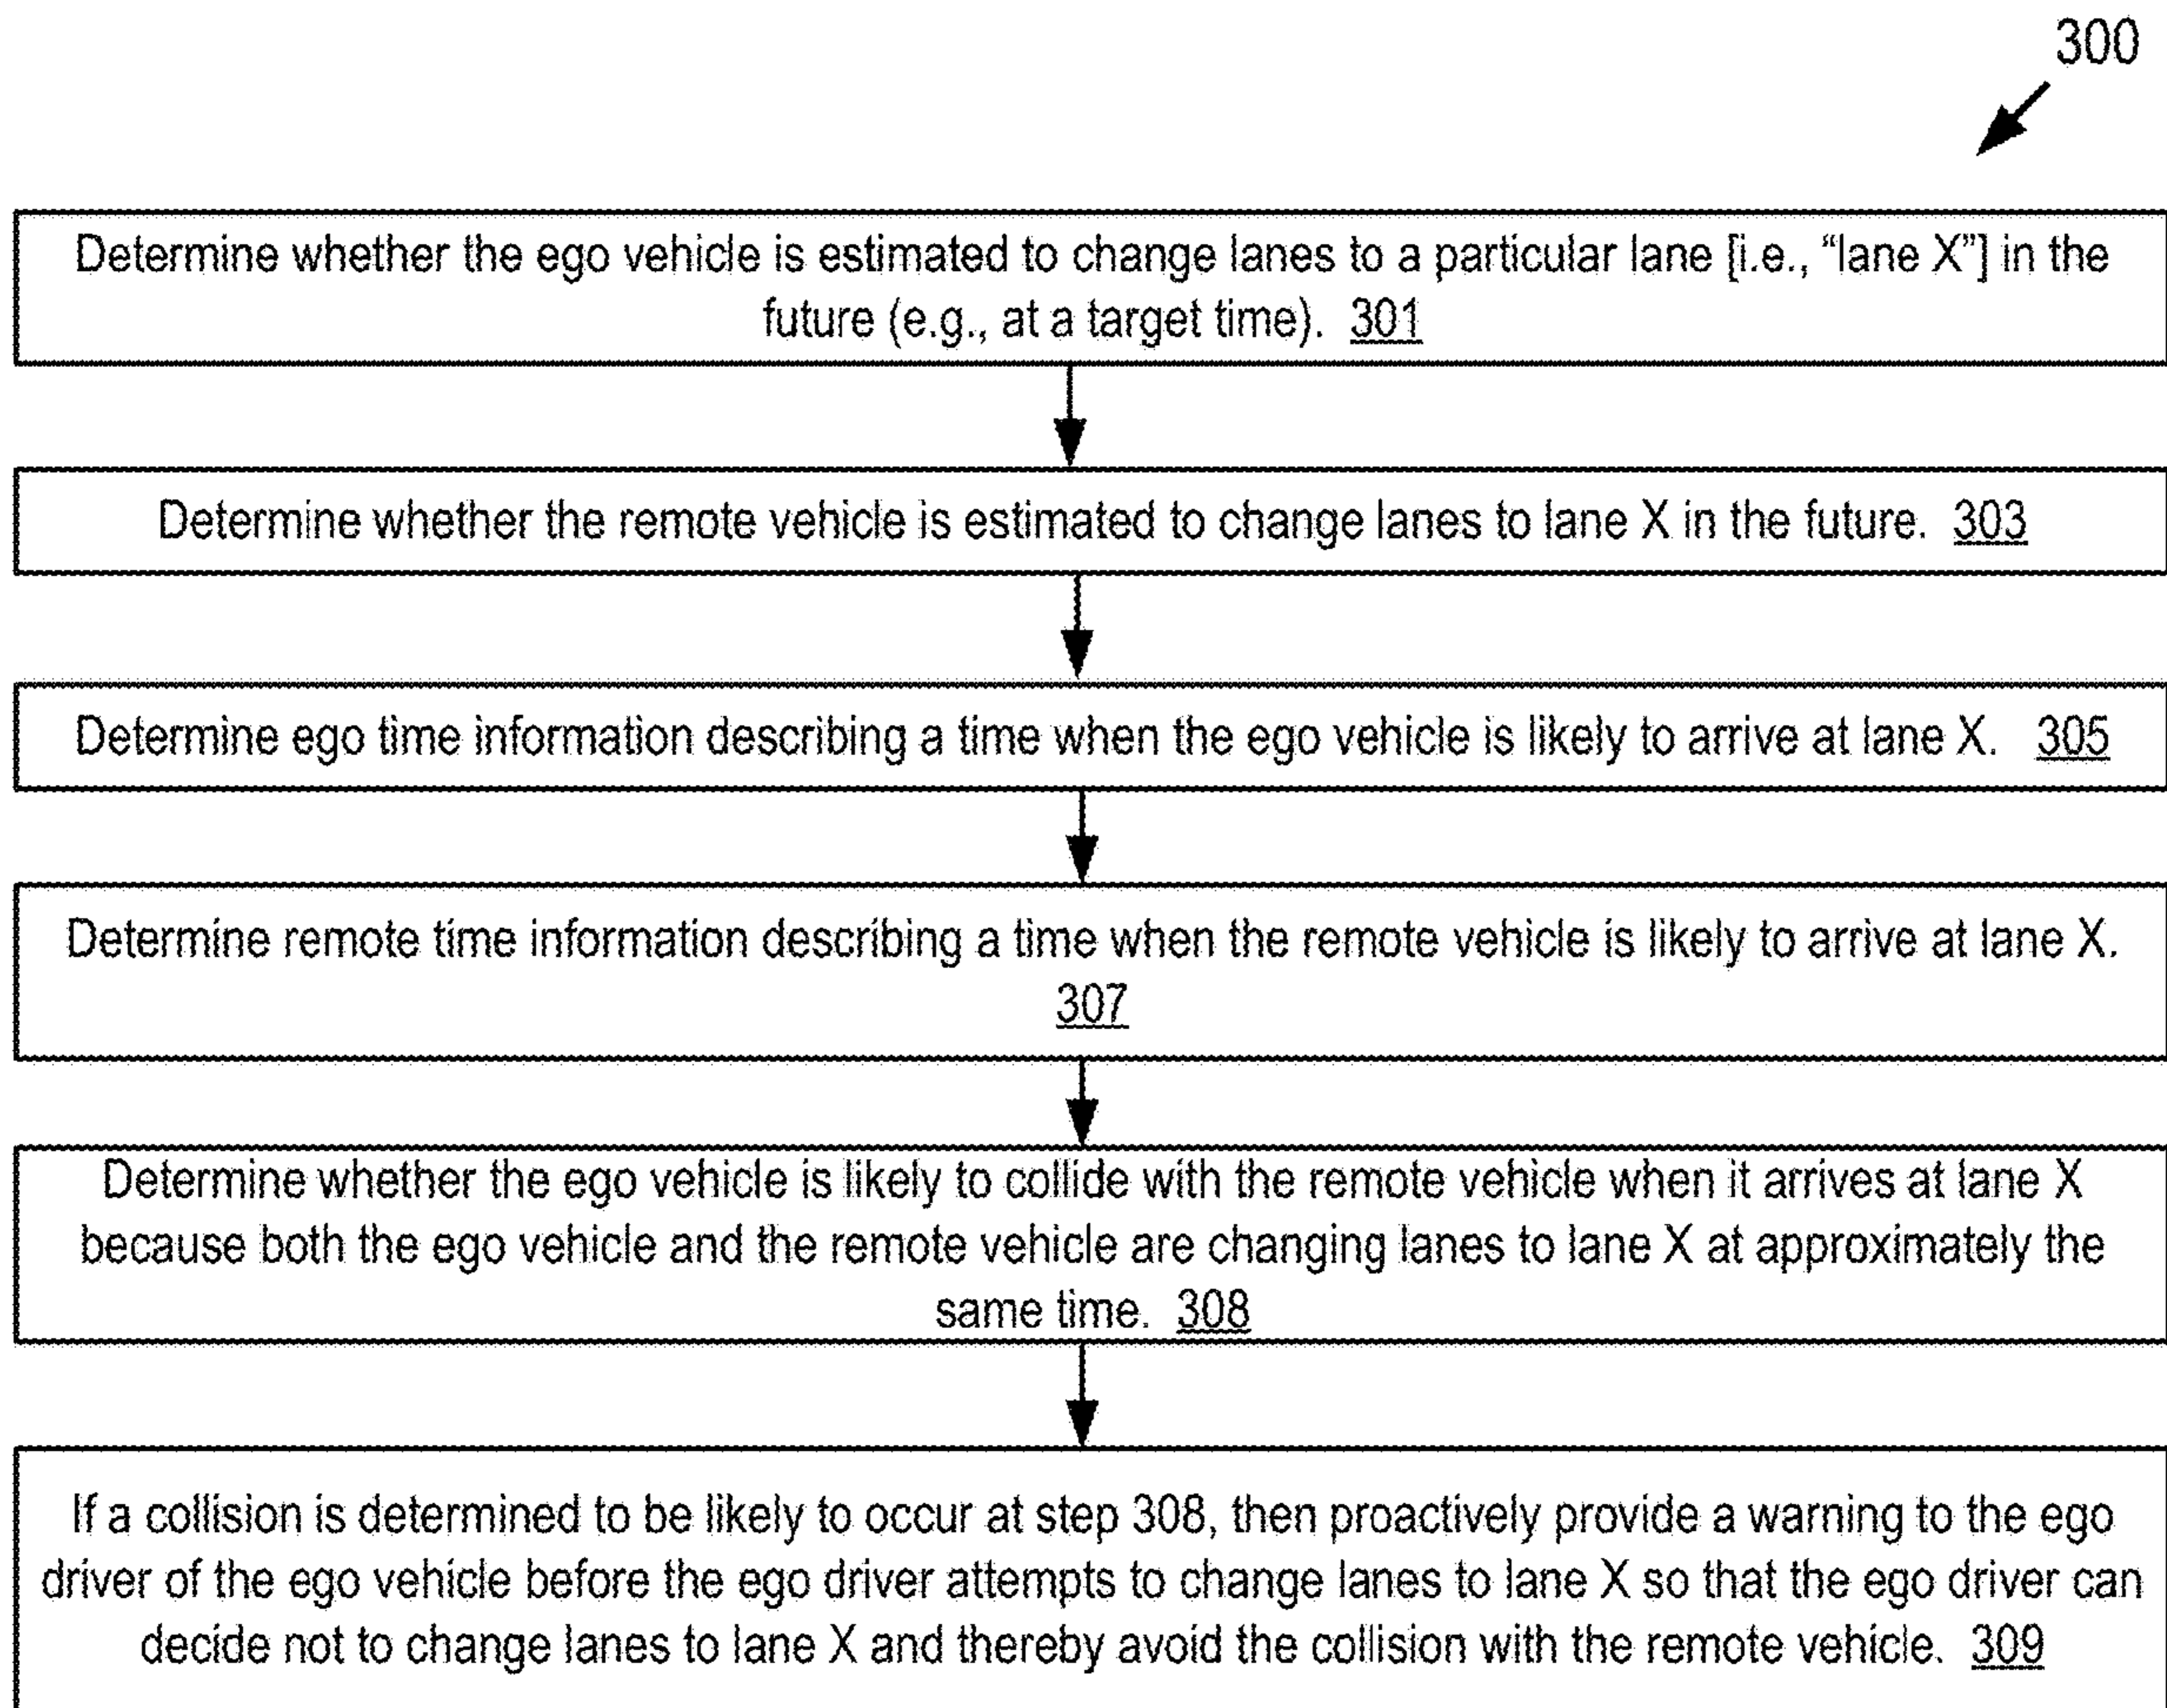 300
Determine whether the ego vehicle is estimated to change lanes to a particular lane [i.e., “lane X”] in the
future (e.g., at a target time). 301
Determine whether the remote vehicle is estimated to change lanes to lane X in the future. 303
Determine ego time information describing a time when the ego vehicle is likely to arrive at lane X. 305
Determine remote time information describing a time when the remote vehicle is likely to arrive at lane X.
307
Determine whether the ego vehicle is likely to collide with the remote vehicle when it arrives at lane X
because both the ego vehicle and the remote vehicle are changing lanes to lane X at approximately the
same time. 308
If a collision is determined to be likely to occur at step 308, then proactively provide a warning to the ego
driver of the ego vehicle before the ego driver attempts to change lanes to lane X so that the ego driver can
decide not to change lanes to lane X and thereby avoid the collision with the remote vehicle. 309